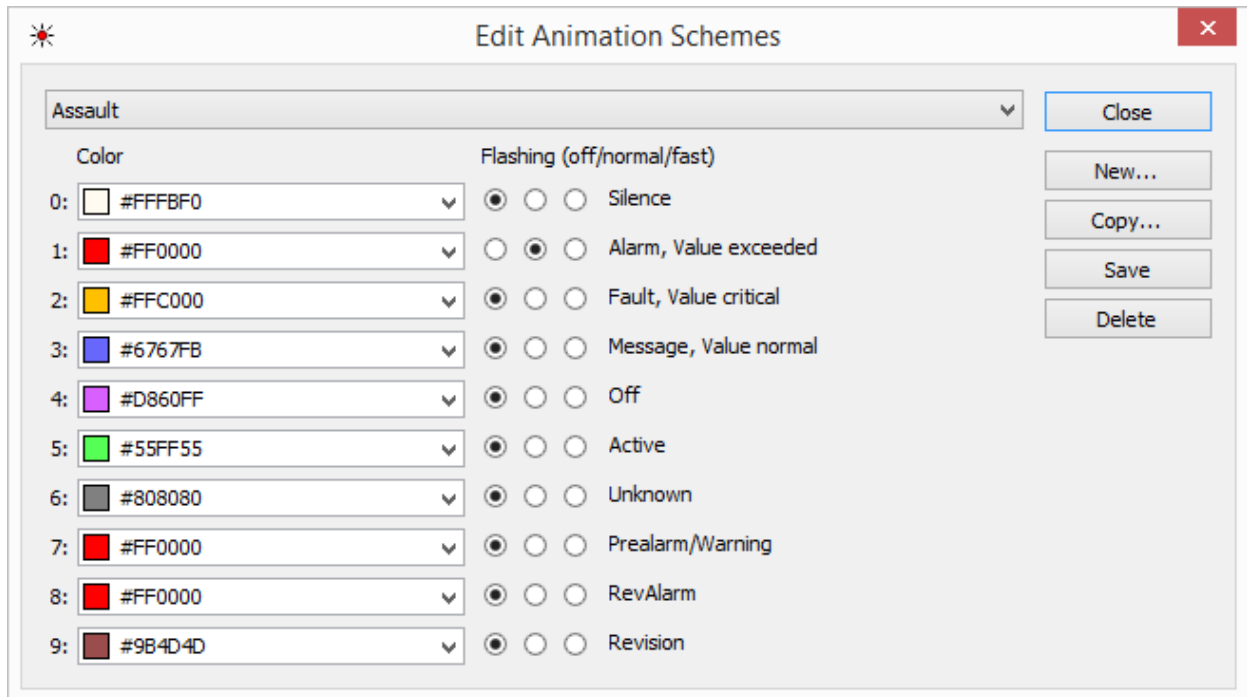 Edit Animation Schemes
Assault
Close
Color Flashing (off/normal/fast)
New...
0: #FFFBF0 Silence
Copy...
1: #FF0000 Alarm, Value exceeded
Save
2: #FFC000 Fault, Value critical
Delete
3: #6767FB Message, Value normal
4: #D860FF Off
5: #55FF55 Active
6: #808080 Unknown
7: #FF0000 Prealarm/Warning
8: #FF0000 RevAlarm
9: #9B4D4D Revision